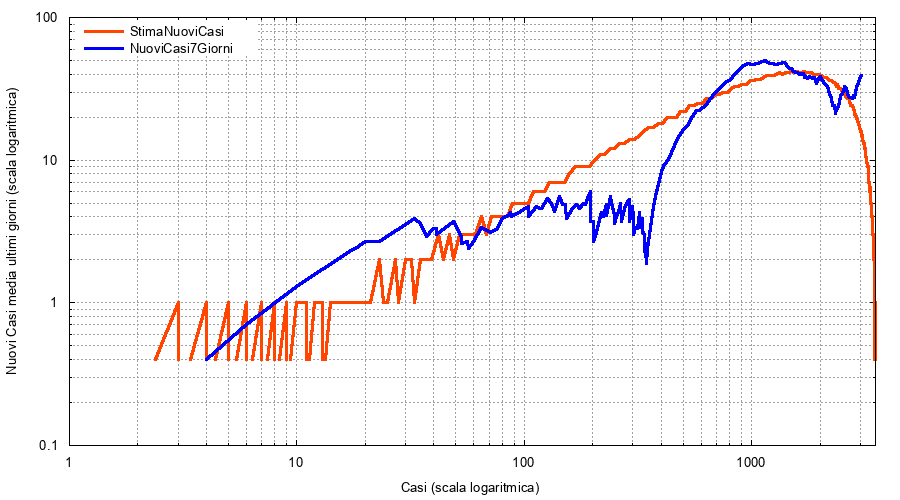 100
StimaNuoviCasi
NuoviCasi7Giorni
10
1
0.1
Nuovi Casi media ultimi giorni (scala logaritmica)
1
10
100
1000
Casi (scala logaritmica)